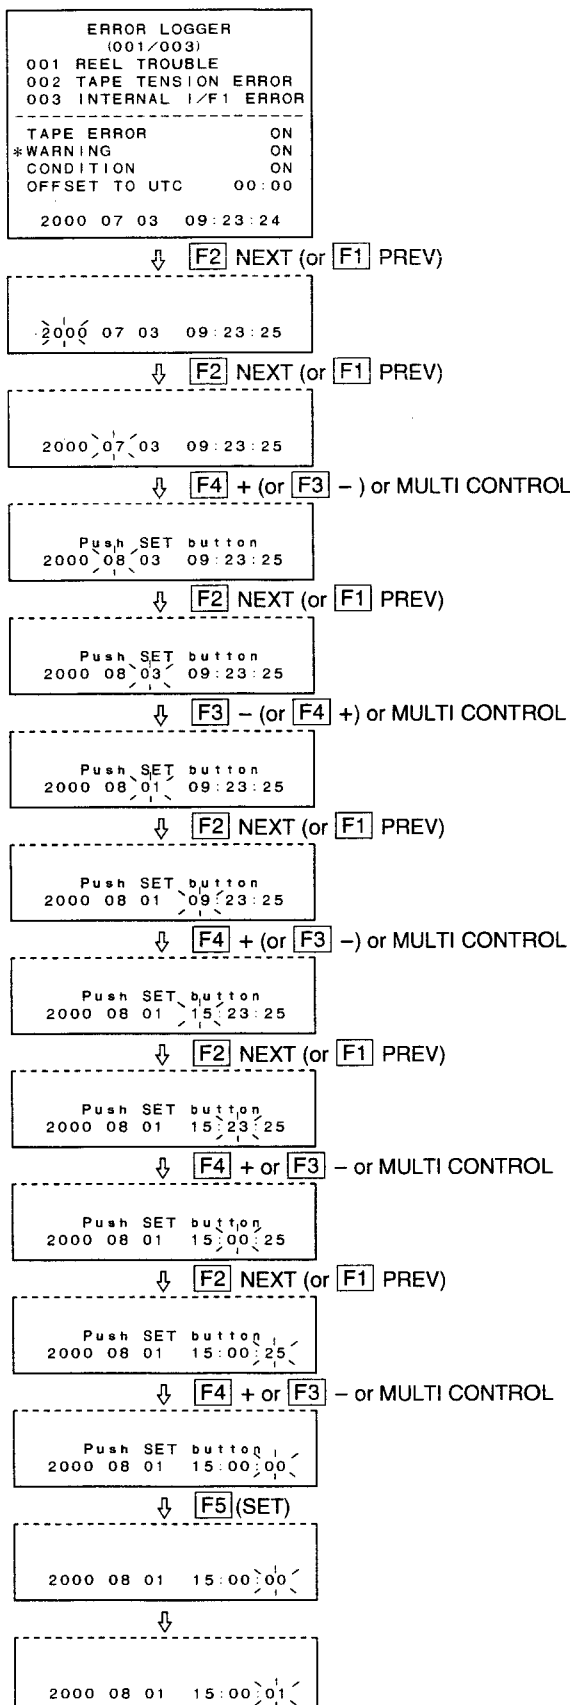 ERROR LOGGER
(001/003)
001 REEL TROUBLE
002 TAPE TENSION ERROR
003 INTERNAL I/F1 ERROR
TAPE ERROR ON
*WARNING ON
CONDITION ON
OFFSET TO UTC 00:00
2000 07 03 09:23:24
F2 NEXT (or F1 PREV)
2000 07 03 09:23:25
F2 NEXT (or F1 PREV)
2000 07 03 09:23:25
F4 + (or F3 – ) or MULTI CONTROL
Push SET button
2000 08 03 09:23:25
F2 NEXT (or F1 PREV)
Push SET button
2000 08 03 09:23:25
F3 – (or F4 +) or MULTI CONTROL
Push SET button
2000 08 01 09:23:25
F2 NEXT (or F1 PREV)
Push SET button
2000 08 01 09:23:25
F4 + (or F3 –) or MULTI CONTROL
Push SET button
2000 08 01 15:23:25
F2 NEXT (or F1 PREV)
Push SET button
2000 08 01 15:23:25
F4 + or F3 – or MULTI CONTROL
Push SET button
2000 08 01 15:00:25
F2 NEXT (or F1 PREV)
Push SET button
2000 08 01 15:00:25
F4 + or F3 – or MULTI CONTROL
Push SET button
2000 08 01 15:00:00
F5 (SET)
2000 08 01 15:00:00
2000 08 01 15:00:01